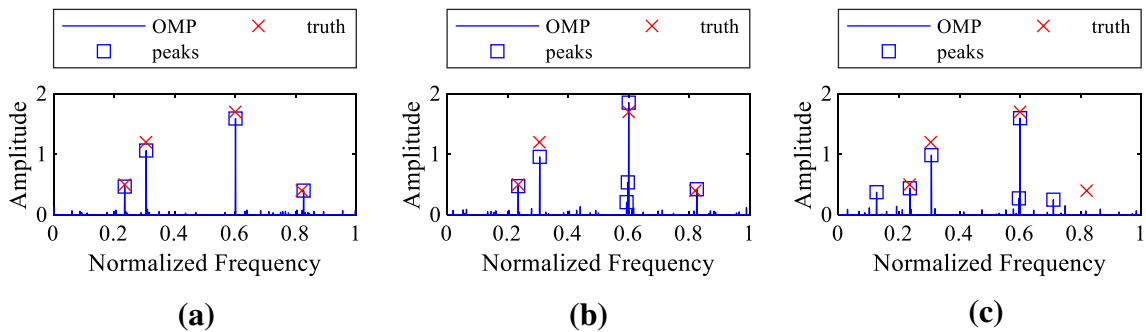 OMP truth
peaks
2
1
0
Amplitude
0 0.2 0.4 0.6 0.8 1
Normalized Frequency
(a)
OMP truth
peaks
2
1
0
Amplitude
0 0.2 0.4 0.6 0.8 1
Normalized Frequency
(b)
OMP truth
peaks
2
1
0
Amplitude
0 0.2 0.4 0.6 0.8 1
Normalized Frequency
(c)